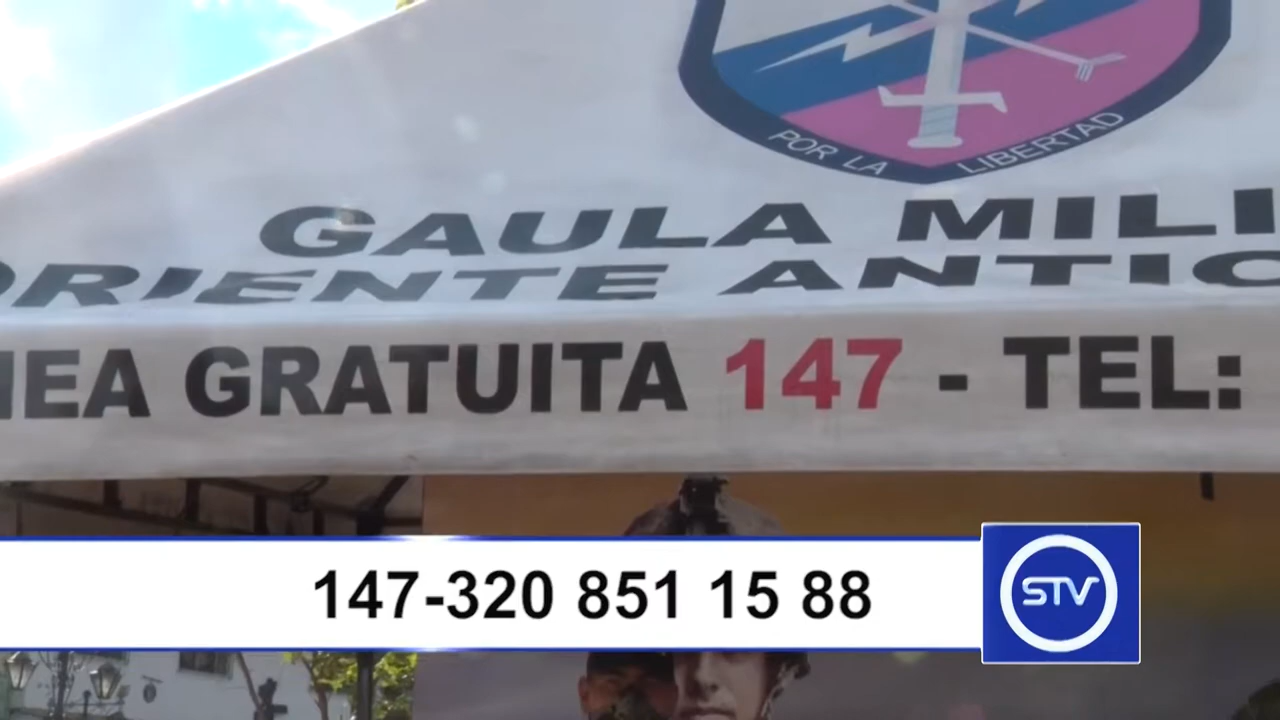 POR LA LIBERTAD
GAULA MILI
ORIENTE ANTIO
NEA GRATUITA 147 - TEL:
147-320 851 15 88
STV